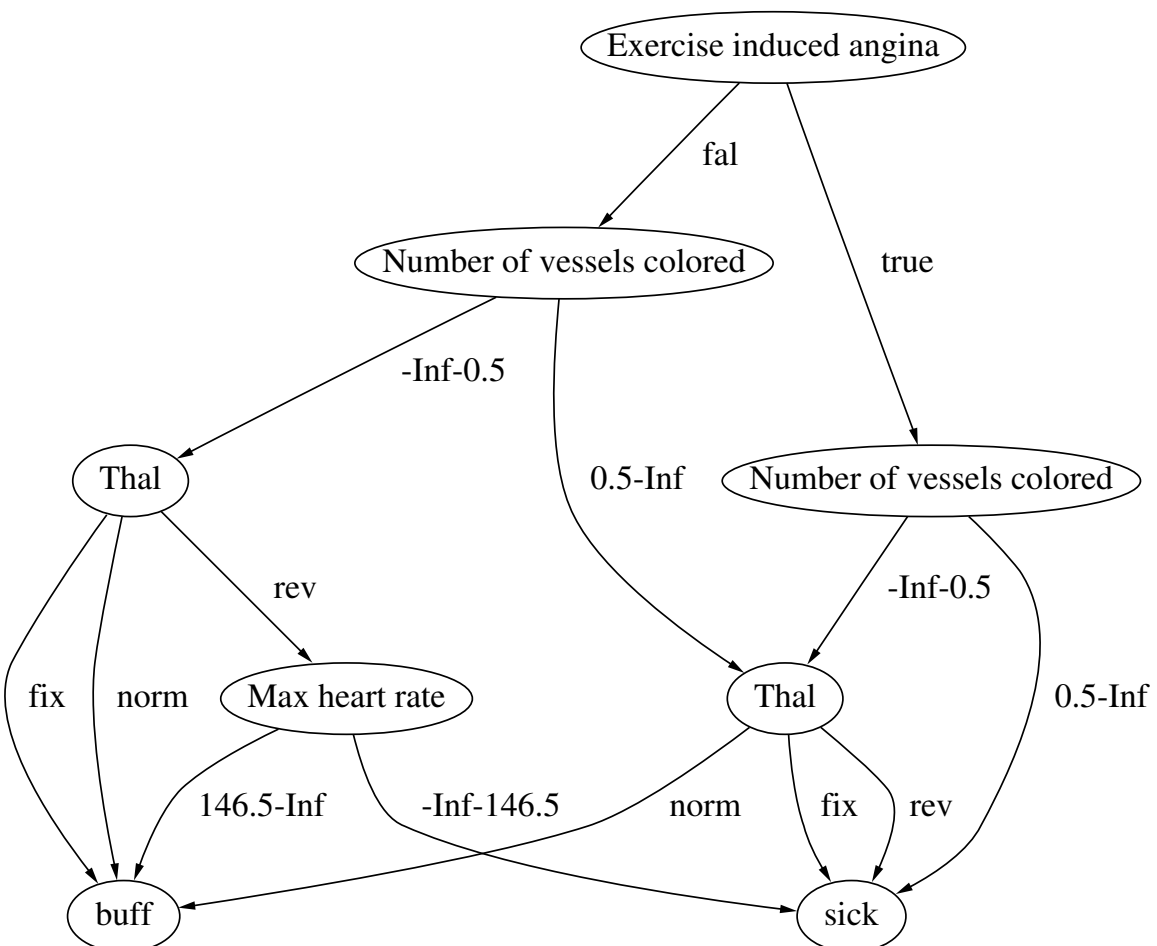 Exercise induced angina
fal
Number of vessels colored
true
-Inf-0.5
Thal
0.5-Inf
Number of vessels colored
rev
-Inf-0.5
fix
norm
Max heart rate
Thal
0.5-Inf
146.5-Inf
-Inf-146.5
norm
fix
rev
buff
sick